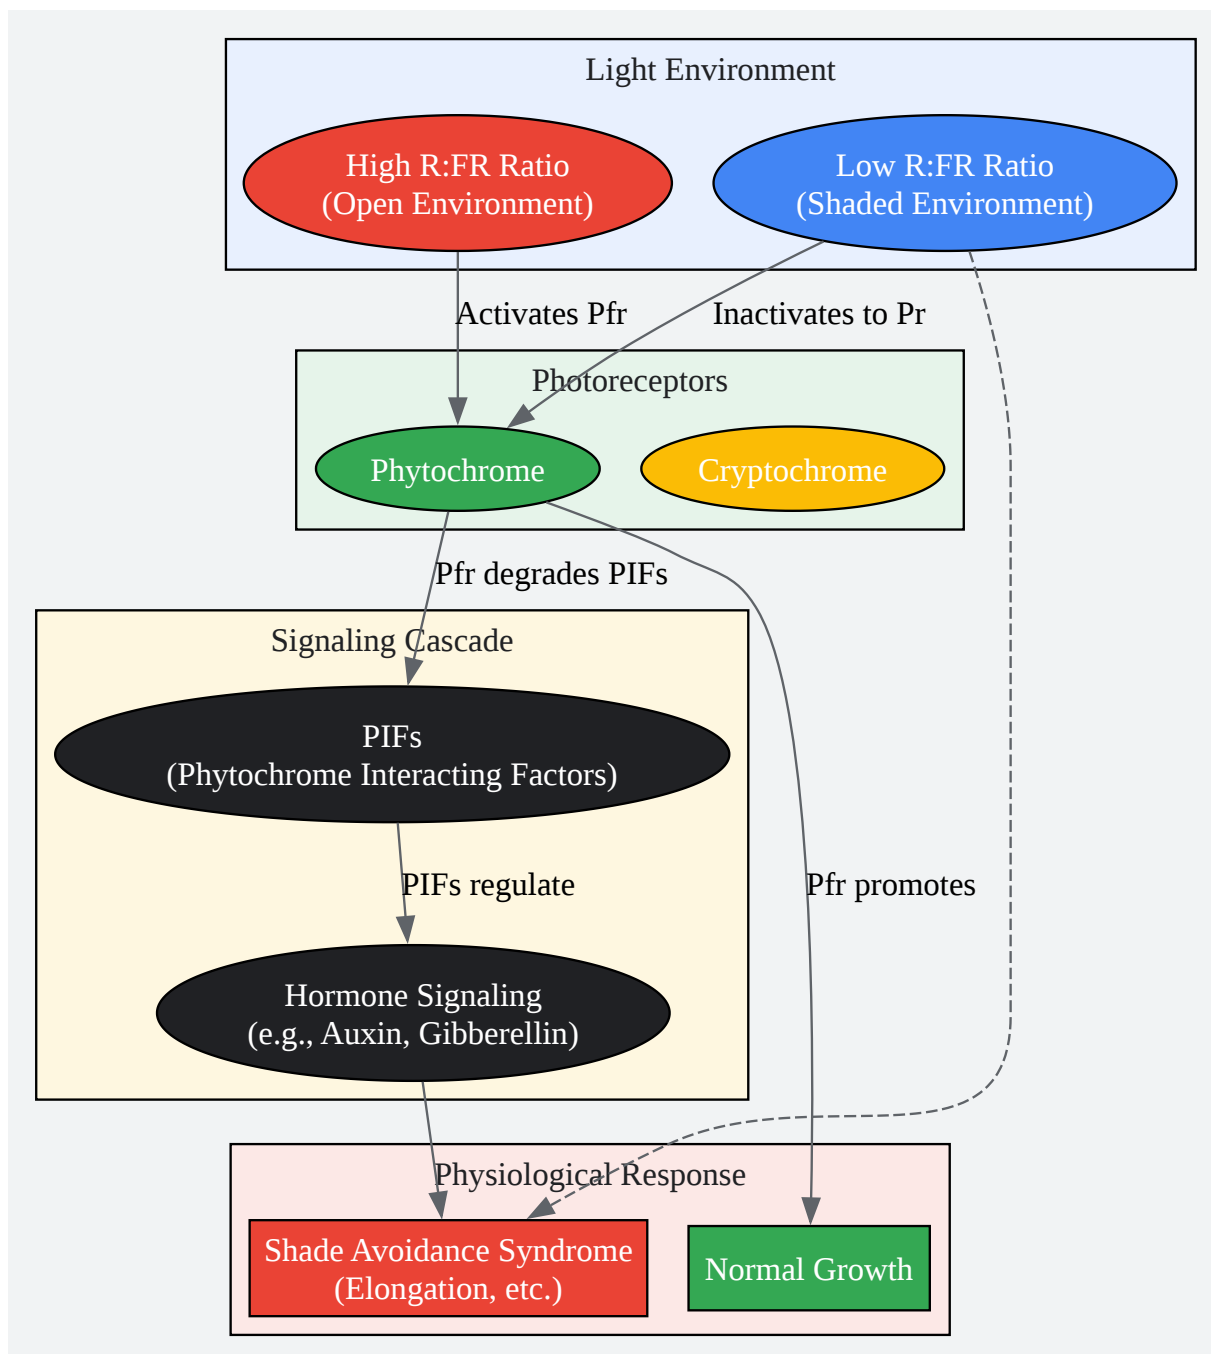 Light Environment
High R:FR Ratio
(Open Environment)
Low R:FR Ratio
(Shaded Environment)
Activates Pfr
Inactivates to Pr
Photoreceptors
Phytochrome
Cryptochrome
Pfr degrades PIFs
Signaling Cascade
PIFs
(Phytochrome Interacting Factors)
PIFs regulate
Pfr promotes
Hormone Signaling
(e.g., Auxin, Gibberellin)
Physiological Response
Shade Avoidance Syndrome
(Elongation, etc.)
Normal Growth